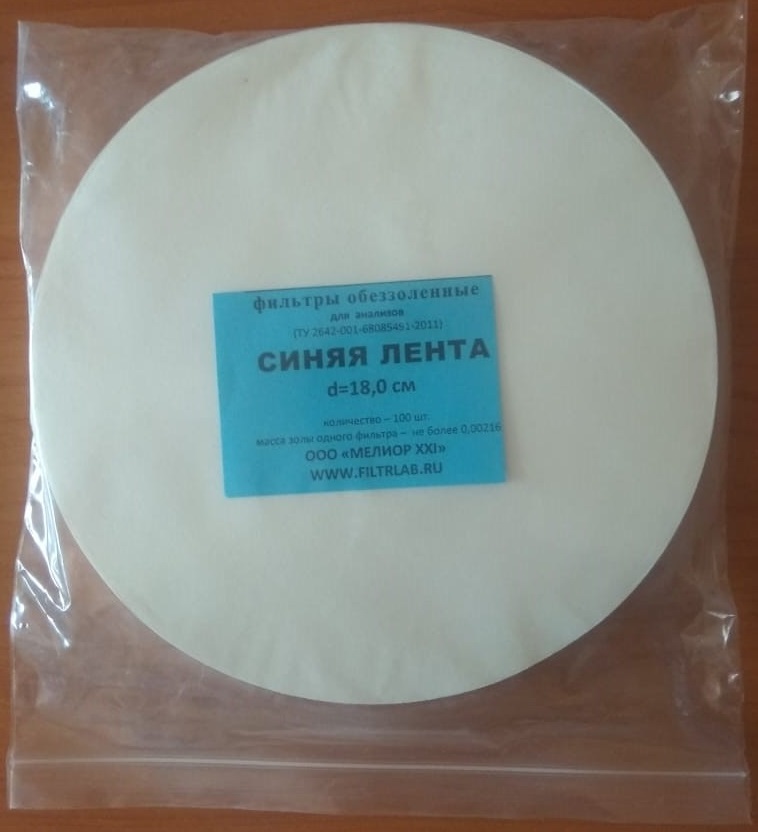 фильтры обеззоленные
для анализов
(ТУ 2642-001-68085491-2011)
СИНЯЯ ЛЕНТА
d=18,0 см
количество – 100 шт.
масса золы одного фильтра – не более 0,00216
ООО «МЕЛИОР XXI»
WWW.FILTRLAB.RU